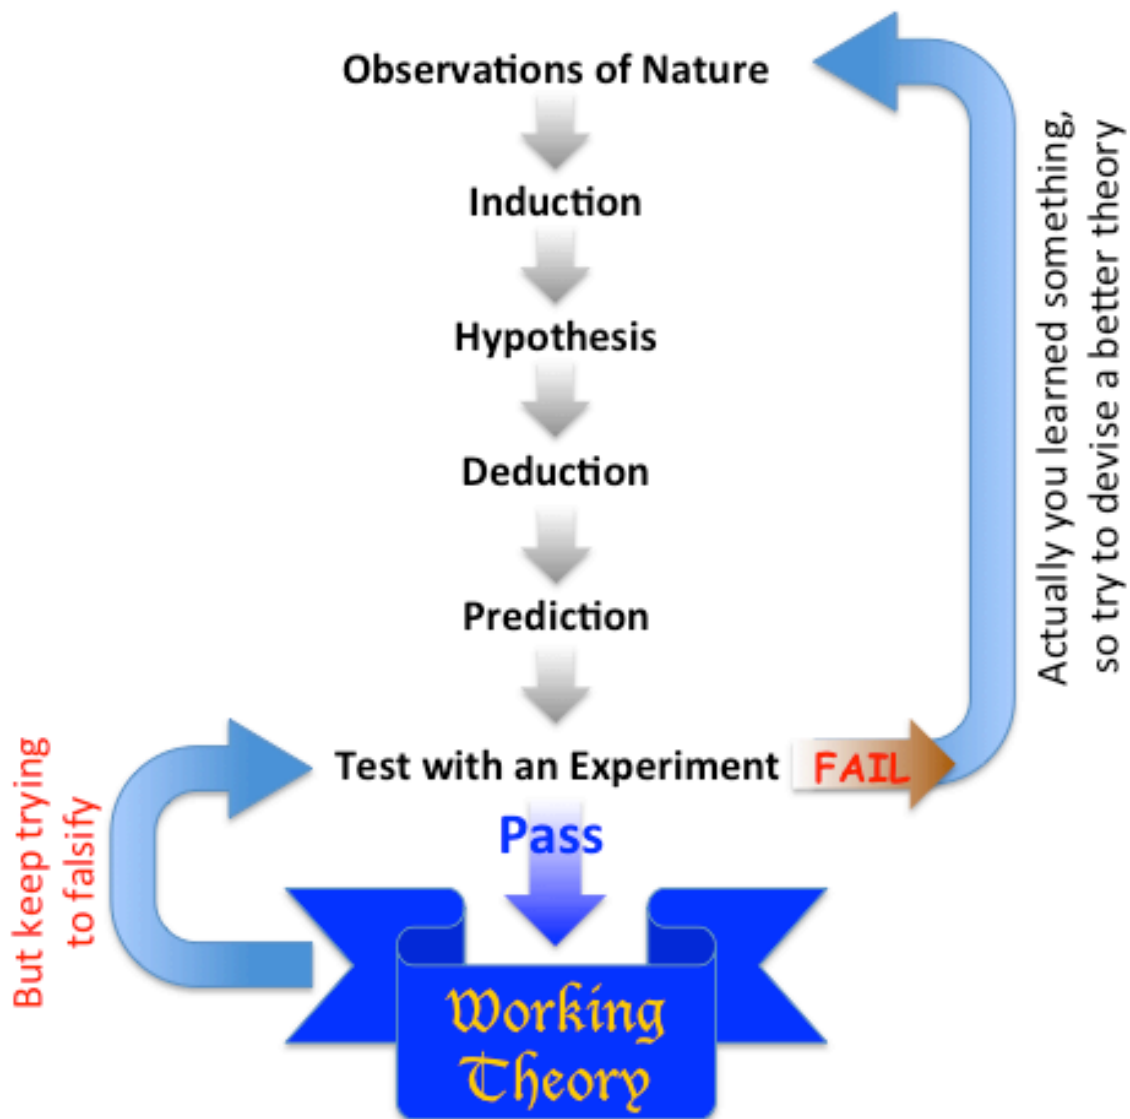 Observations of Nature
Induction
Hypothesis
Deduction
Prediction
Test with an Experiment
FAIL
Actually you learned something,
so try to devise a better theory
Pass
Working
Theory
But keep trying
to falsify